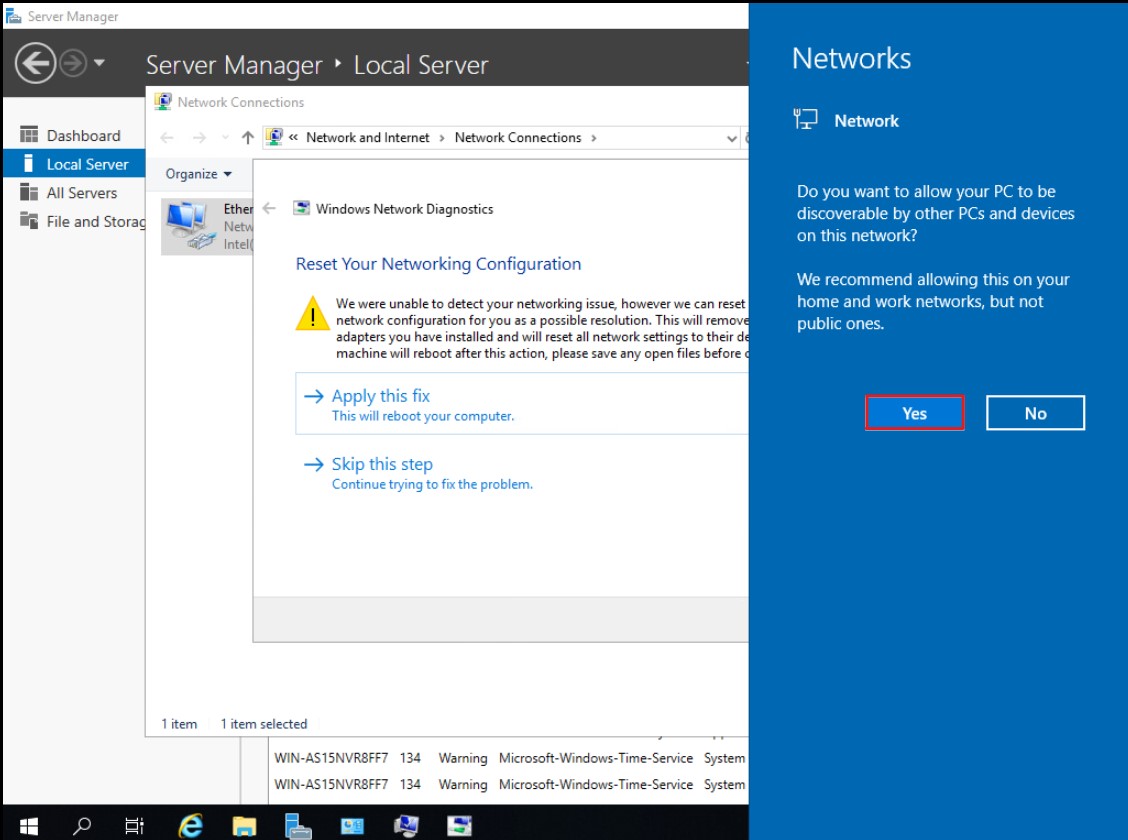 Server Manager
Server Manager ‣ Local Server
Dashboard
Local Server
All Servers
File and Storag
Network Connections
« Network and Internet › Network Connections ›
Organize
Ether
Netw
Intel(
Windows Network Diagnostics
Reset Your Networking Configuration
We were unable to detect your networking issue, however we can reset
network configuration for you as a possible resolution. This will remove
adapters you have installed and will reset all network settings to their de
machine will reboot after this action, please save any open files before
Apply this fix
This will reboot your computer.
Skip this step
Continue trying to fix the problem.
1 item 1 item selected
WIN-AS15NVR8FF7 134 Warning Microsoft-Windows-Time-Service System
WIN-AS15NVR8FF7 134 Warning Microsoft-Windows-Time-Service System
Networks
Network
Do you want to allow your PC to be
discoverable by other PCs and devices
on this network?
We recommend allowing this on your
home and work networks, but not
public ones.
Yes
No